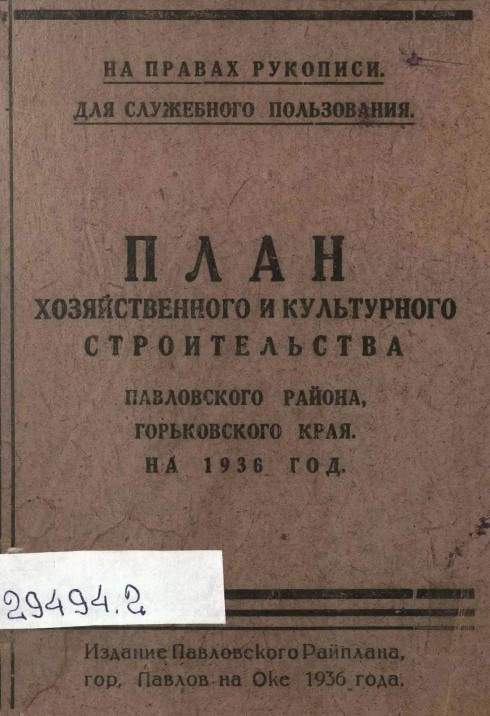 НА ПРАВАХ РУКОПИСИ.
ДЛЯ СЛУЖЕБНОГО ПОЛЬЗОВАНИЯ.
ПЛАН
ХОЗЯЙСТВЕННОГО И КУЛЬТУРНОГО
СТРОИТЕЛЬСТВА
ПАВЛОВСКОГО РАЙОНА,
ГОРЬКОВСКОГО КРАЯ.
НА 1936 ГОД.
29494.2
Издание Павловского Райплана,
гор, Павлов на Оке 1936 года.